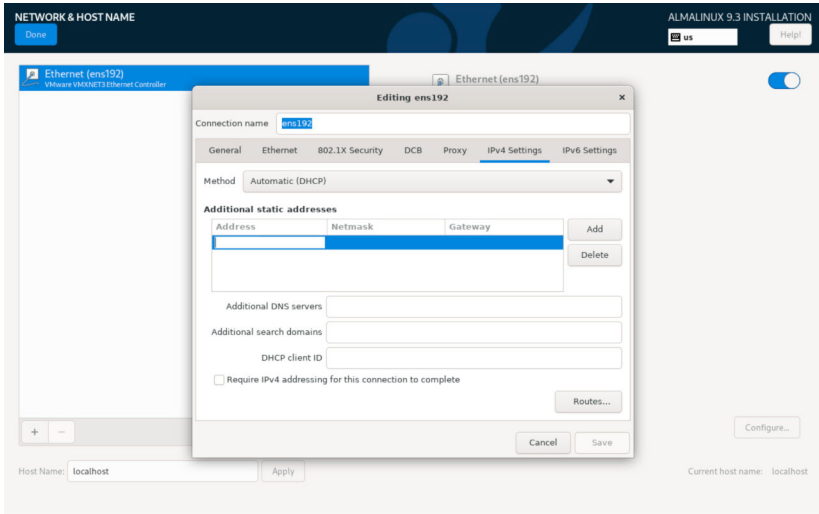 NETWORK & HOST NAME
ALMALINUX 9.3 INSTALLATION
Done
us
Help!
Ethernet (ens192)
VMware VMXNET3 Ethernet Controller
Ethernet (ens192)
Editing ens192
Connection name ens192
General Ethernet 802.1X Security DCB Proxy IPv4 Settings IPv6 Settings
Method Automatic (DHCP)
Additional static addresses
Address Netmask Gateway
Add
Delete
Additional DNS servers
Additional search domains
DHCP client ID
Require IPv4 addressing for this connection to complete
Routes...
Cancel Save
Configure...
Host Name: localhost Apply
Current host name: localhost